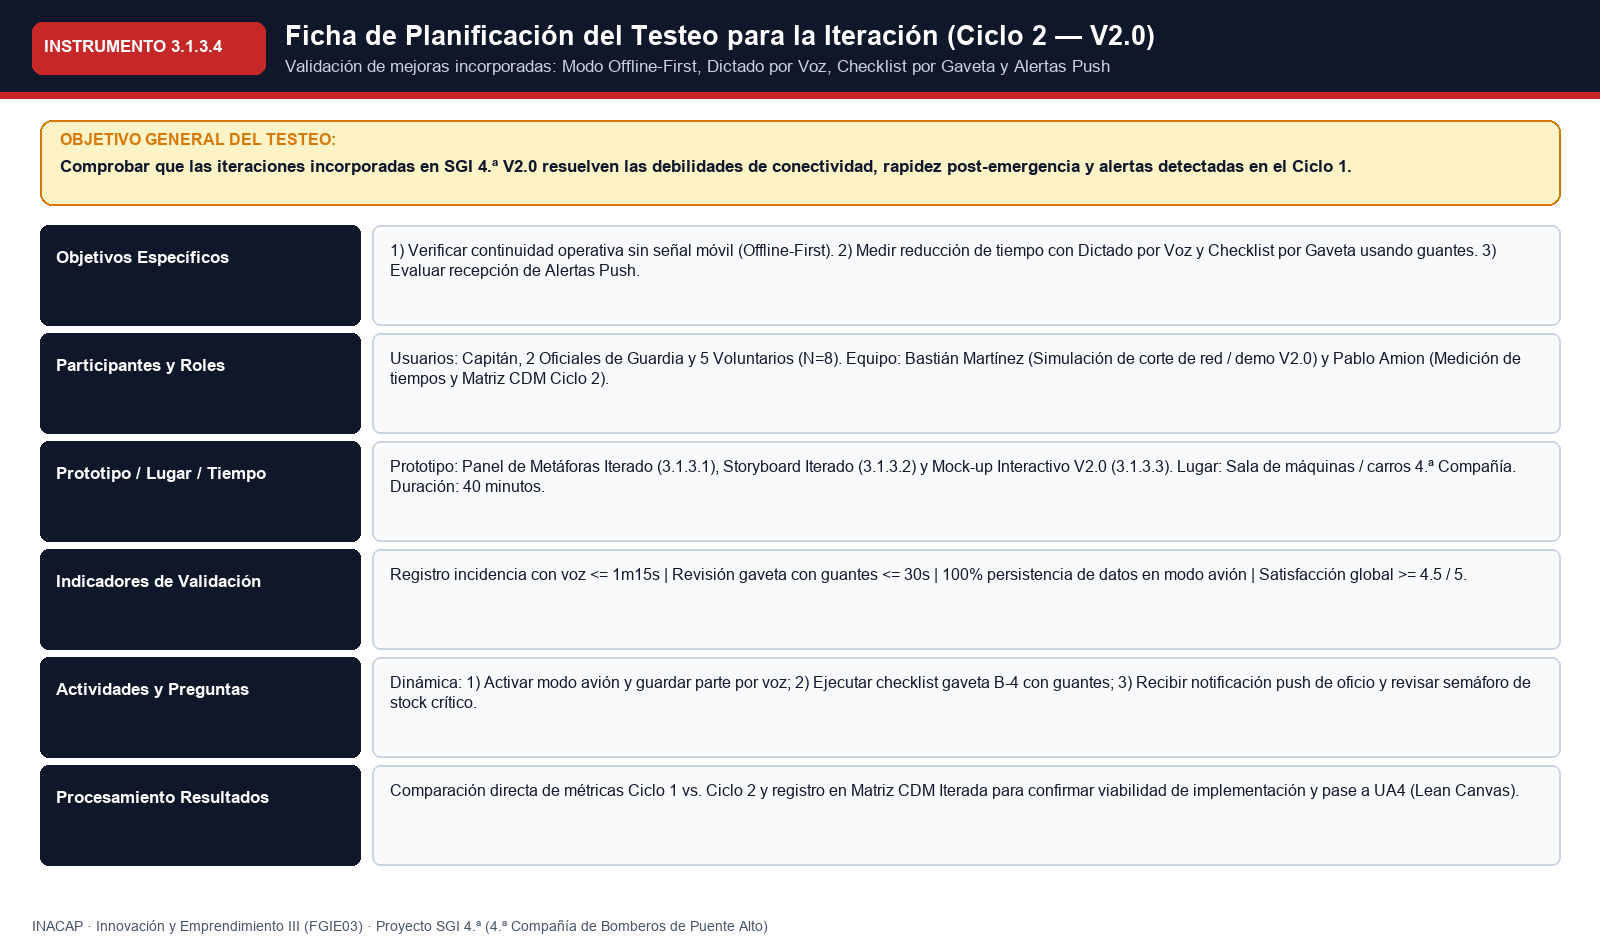 INSTRUMENTO 3.1.3.4
Ficha de Planificación del Testeo para la Iteración (Ciclo 2 — V2.0)
Validación de mejoras incorporadas: Modo Offline-First, Dictado por Voz, Checklist por Gaveta y Alertas Push
OBJETIVO GENERAL DEL TESTEO:
Comprobar que las iteraciones incorporadas en SGI 4.ª V2.0 resuelven las debilidades de conectividad, rapidez post-emergencia y alertas detectadas en el Ciclo 1.
Objetivos Específicos
1) Verificar continuidad operativa sin señal móvil (Offline-First). 2) Medir reducción de tiempo con Dictado por Voz y Checklist por Gaveta usando guantes. 3)
Evaluar recepción de Alertas Push.
Participantes y Roles
Usuarios: Capitán, 2 Oficiales de Guardia y 5 Voluntarios (N=8). Equipo: Bastián Martínez (Simulación de corte de red / demo V2.0) y Pablo Amion (Medición de
tiempos y Matriz CDM Ciclo 2).
Prototipo / Lugar / Tiempo
Prototipo: Panel de Metáforas Iterado (3.1.3.1), Storyboard Iterado (3.1.3.2) y Mock-up Interactivo V2.0 (3.1.3.3). Lugar: Sala de máquinas / carros 4.ª Compañía.
Duración: 40 minutos.
Indicadores de Validación
Registro incidencia con voz <= 1m15s | Revisión gaveta con guantes <= 30s | 100% persistencia de datos en modo avión | Satisfacción global >= 4.5 / 5.
Actividades y Preguntas
Dinámica: 1) Activar modo avión y guardar parte por voz; 2) Ejecutar checklist gaveta B-4 con guantes; 3) Recibir notificación push de oficio y revisar semáforo de
stock crítico.
Procesamiento Resultados
Comparación directa de métricas Ciclo 1 vs. Ciclo 2 y registro en Matriz CDM Iterada para confirmar viabilidad de implementación y pase a UA4 (Lean Canvas).
INACAP · Innovación y Emprendimiento III (FGIE03) · Proyecto SGI 4.ª (4.ª Compañía de Bomberos de Puente Alto)